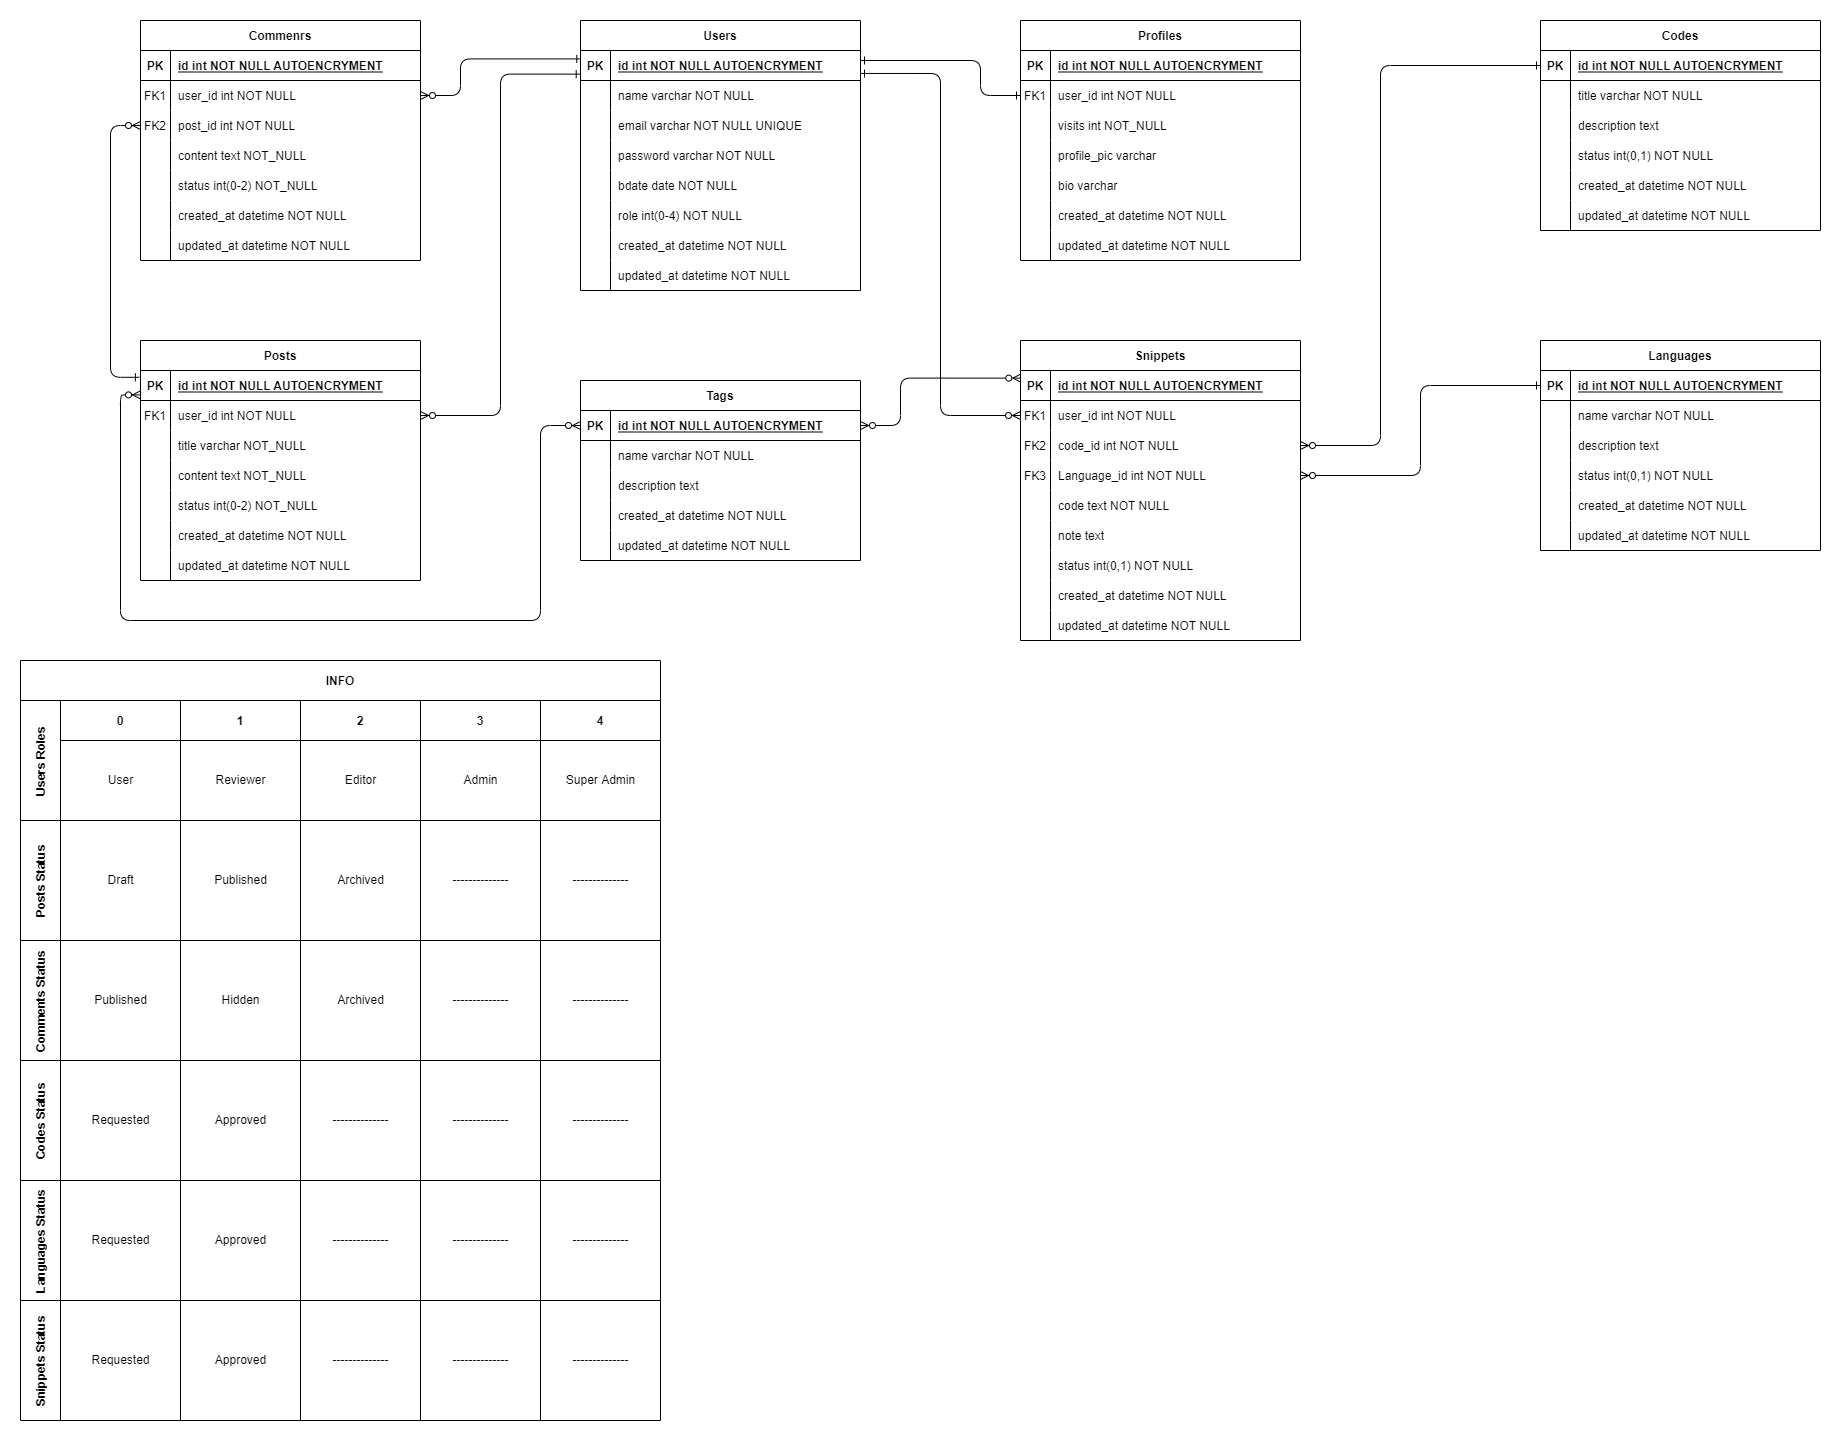 Commenrs
PK id int NOT NULL AUTOENCRYMENT
FK1 user_id int NOT NULL
FK2 post_id int NOT NULL
content text NOT_NULL
status int(0-2) NOT_NULL
created_at datetime NOT NULL
updated_at datetime NOT NULL
Users
PK id int NOT NULL AUTOENCRYMENT
name varchar NOT NULL
email varchar NOT NULL UNIQUE
password varchar NOT NULL
bdate date NOT NULL
role int(0-4) NOT NULL
created_at datetime NOT NULL
updated_at datetime NOT NULL
Profiles
PK id int NOT NULL AUTOENCRYMENT
FK1 user_id int NOT NULL
visits int NOT_NULL
profile_pic varchar
bio varchar
created_at datetime NOT NULL
updated_at datetime NOT NULL
Codes
PK id int NOT NULL AUTOENCRYMENT
title varchar NOT NULL
description text
status int(0,1) NOT NULL
created_at datetime NOT NULL
updated_at datetime NOT NULL
Posts
PK id int NOT NULL AUTOENCRYMENT
FK1 user_id int NOT NULL
title varchar NOT_NULL
content text NOT_NULL
status int(0-2) NOT_NULL
created_at datetime NOT NULL
updated_at datetime NOT NULL
Tags
PK id int NOT NULL AUTOENCRYMENT
name varchar NOT NULL
description text
created_at datetime NOT NULL
updated_at datetime NOT NULL
Snippets
PK id int NOT NULL AUTOENCRYMENT
FK1 user_id int NOT NULL
FK2 code_id int NOT NULL
FK3 Language_id int NOT NULL
code text NOT NULL
note text
status int(0,1) NOT NULL
created_at datetime NOT NULL
updated_at datetime NOT NULL
Languages
PK id int NOT NULL AUTOENCRYMENT
name varchar NOT NULL
description text
status int(0,1) NOT NULL
created_at datetime NOT NULL
updated_at datetime NOT NULL
INFO
Users Roles
0 1 2 3 4
User Reviewer Editor Admin Super Admin
Posts Status
Draft Published Archived -------------- --------------
Comments Status
Published Hidden Archived -------------- --------------
Codes Status
Requested Approved -------------- -------------- --------------
Languages Status
Requested Approved -------------- -------------- --------------
Snippets Status
Requested Approved -------------- -------------- --------------